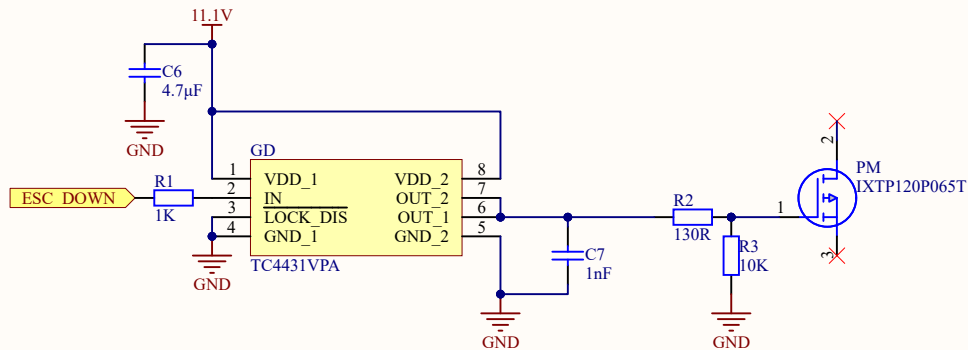 11.1V
C6
4.7µF
GND
GD
1
VDD_1
VDD_2
8
ESC_DOWN
R1
1K
2
IN
OUT_2
7
3
LOCK_DIS
OUT_1
6
4
GND_1
GND_2
5
TC4431VPA
GND
C7
1nF
GND
R2
130R
R3
10K
GND
1
2
3
PM
IXTP120P065T